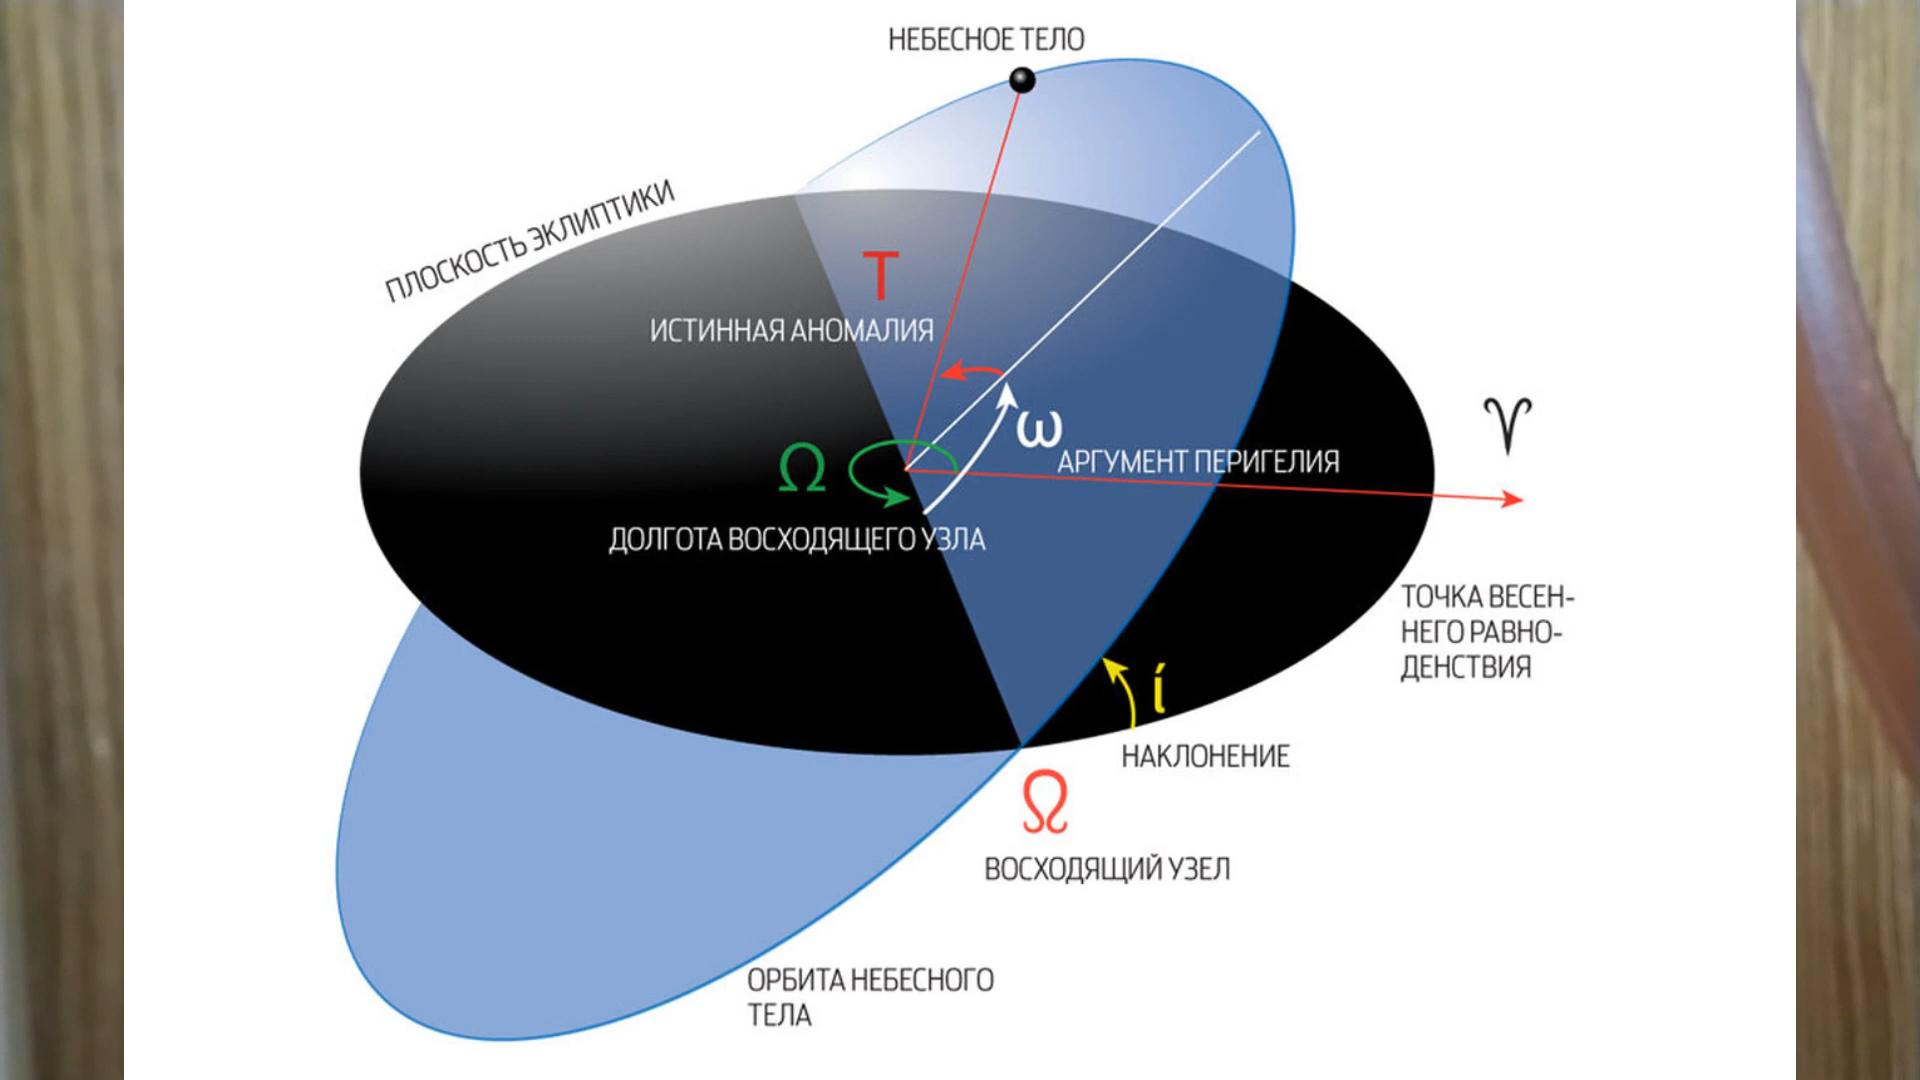 НЕБЕСНОЕ ТЕЛО
ПЛОСКОСТЬ ЭКЛИПТИКИ
T
ИСТИННАЯ АНОМАЛИЯ
ω
АРГУМЕНТ ПЕРИГЕЛИЯ
♈
Ω
ДОЛГОТА ВОСХОДЯЩЕГО УЗЛА
ТОЧКА ВЕСЕН-
НЕГО РАВНО-
ДЕНСТВИЯ
i
НАКЛОНЕНИЕ
☊
ВОСХОДЯЩИЙ УЗЕЛ
ОРБИТА НЕБЕСНОГО
ТЕЛА